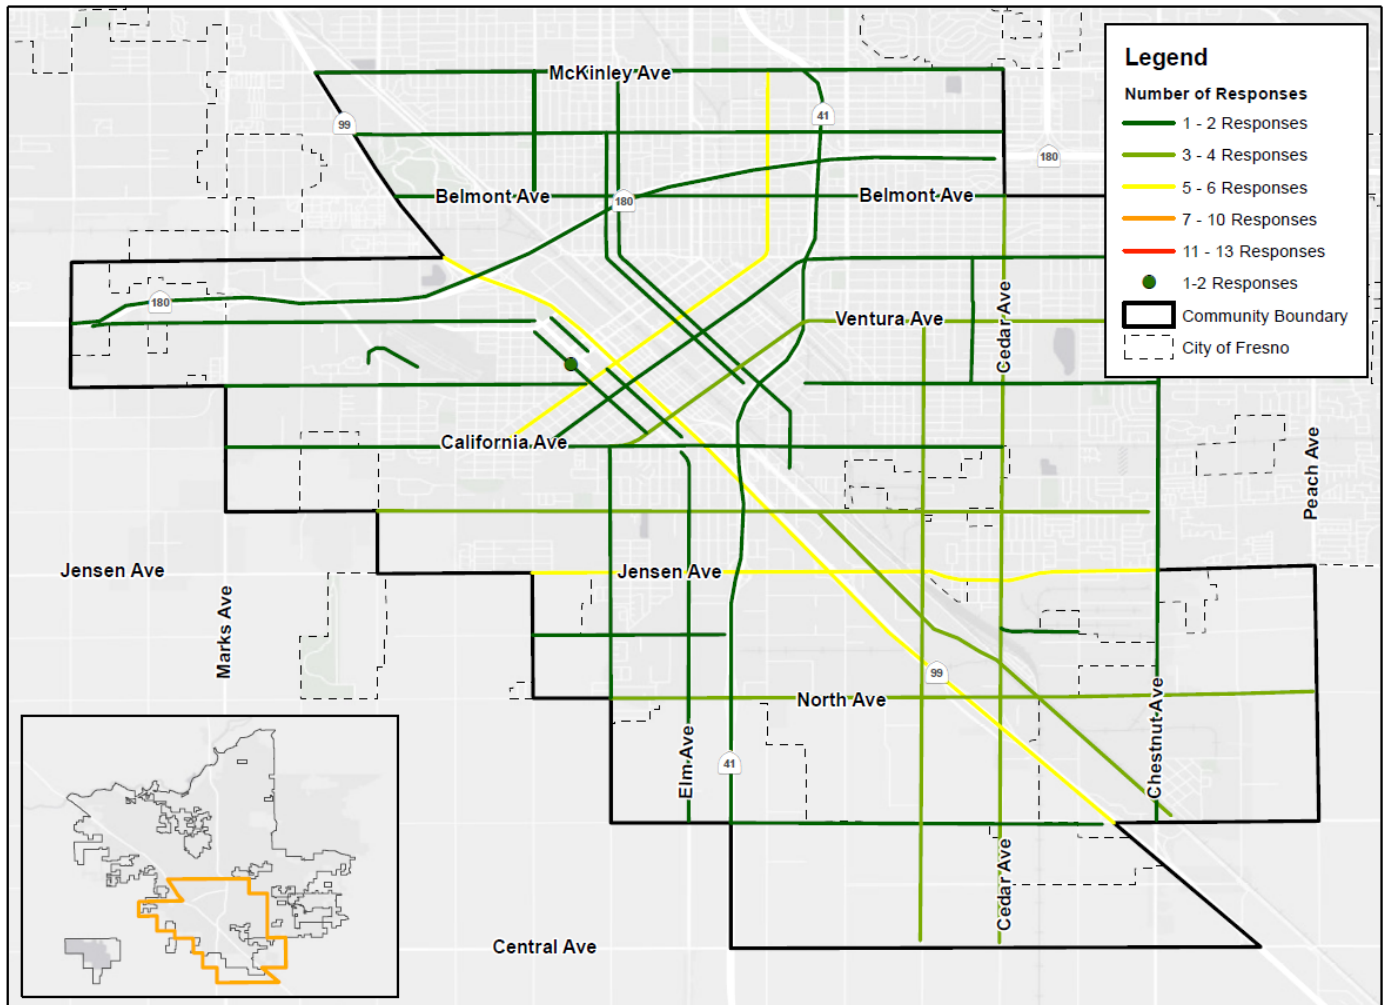 Legend
Number of Responses
1 - 2 Responses
3 - 4 Responses
5 - 6 Responses
7 - 10 Responses
11 - 13 Responses
1-2 Responses
Community Boundary
City of Fresno
McKinley Ave
99
41
180
Belmont Ave
180
Belmont Ave
180
Ventura Ave
Cedar Ave
California Ave
Peach Ave
Jensen Ave
Jensen Ave
Marks Ave
99
North Ave
Chestnut Ave
Elm Ave
41
Cedar Ave
Central Ave